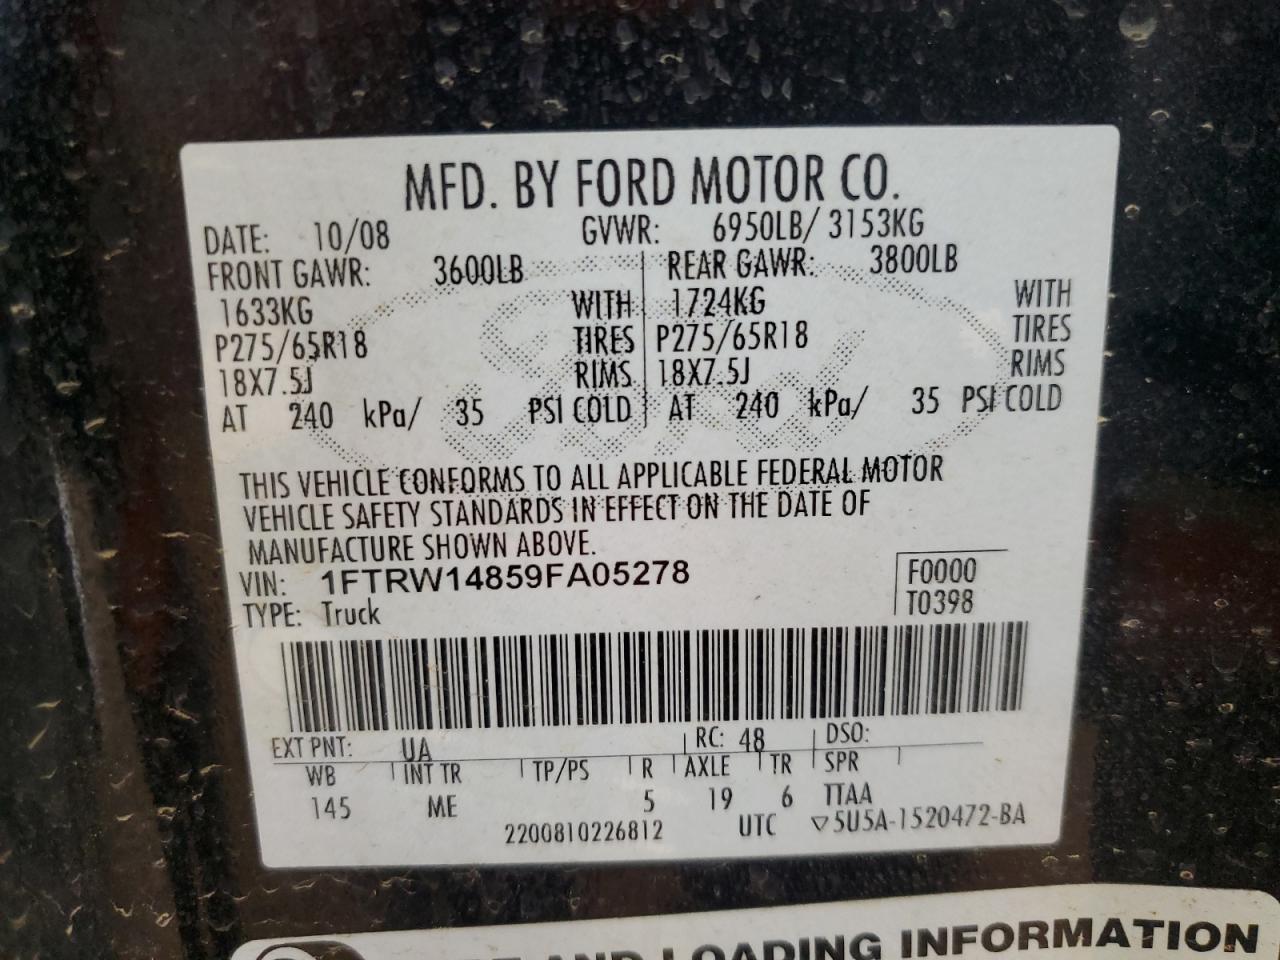 MFD. BY FORD MOTOR CO.
DATE: 10/08 GVWR: 6950LB/ 3153KG
FRONT GAWR: 3600LB REAR GAWR: 3800LB
1633KG WITH 1724KG WITH
P275/65R18 TIRES P275/65R18 TIRES
18X7.5J RIMS 18X7.5J RIMS
AT 240 kPa/ 35 PSI COLD AT 240 kPa/ 35 PSI COLD
THIS VEHICLE CONFORMS TO ALL APPLICABLE FEDERAL MOTOR
VEHICLE SAFETY STANDARDS IN EFFECT ON THE DATE OF
MANUFACTURE SHOWN ABOVE.
VIN: 1FTRW14859FA05278 F0000
TYPE: Truck T0398
EXT PNT: UA RC: 48 DSO:
WB INT TR TP/PS R AXLE TR SPR
145 ME 5 19 6 TTAA
2200810226812 UTC ▽5U5A-1520472-BA
AND LOADING INFORMATION